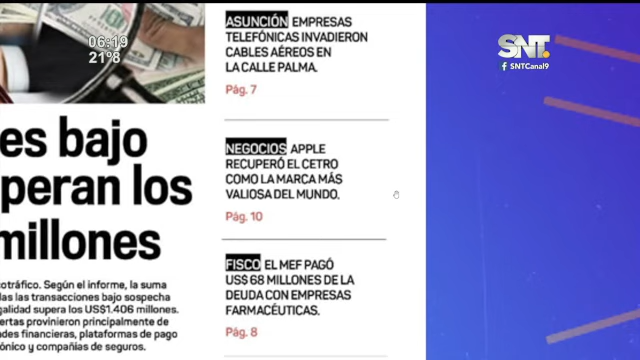 06:19
21°8
es bajo
peran los
millones
cotráfico. Según el informe, la suma
das las transacciones bajo sospecha
galidad supera los US$1.406 millones.
ertas provinieron principalmente de
ades financieras, plataformas de pago
ónico y compañías de seguros.
ASUNCIÓN EMPRESAS
TELEFÓNICAS INVADIERON
CABLES AÉREOS EN
LA CALLE PALMA.
Pág. 7
NEGOCIOS APPLE
RECUPERÓ EL CETRO
COMO LA MARCA MÁS
VALIOSA DEL MUNDO.
Pág. 10
FISCO EL MEF PAGÓ
US$ 68 MILLONES DE LA
DEUDA CON EMPRESAS
FARMACÉUTICAS.
Pág. 8
SNT
SNTCanal9